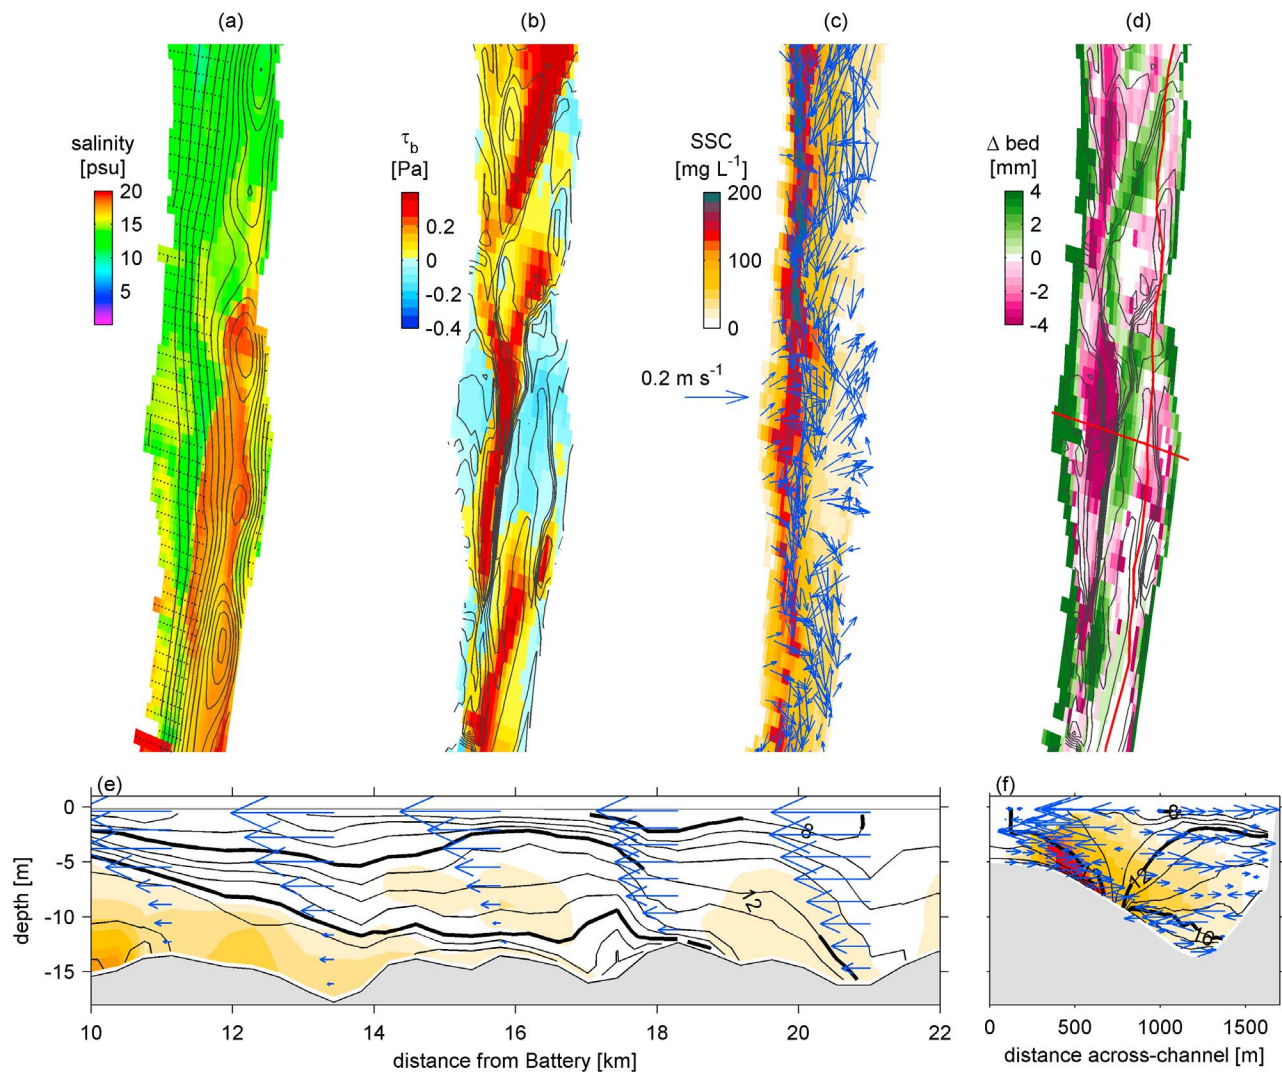 (a)
(b)
(c)
(d)
salinity
[psu]
20
15
10
5
τb
[Pa]
0.2
0
-0.2
-0.4
SSC
[mg L-1]
200
100
0
0.2 m s-1
Δ bed
[mm]
4
2
0
-2
-4
(e)
0
-5
-10
-15
depth [m]
8
12
10
12
14
16
18
20
22
distance from Battery [km]
(f)
8
12
16
0
500
1000
1500
distance across-channel [m]